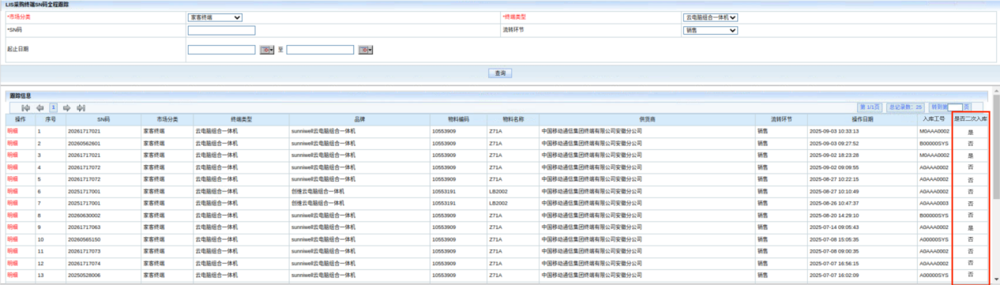 LIS采购终端SN码全程跟踪
*市场分类 家客终端 *终端类型 云电脑组合一体机
*SN码 流转环节 销售
起止日期 至
查询
跟踪信息
1 第 1/1页 总记录数：25 转到第 页
操作 序号 SN码 市场分类 终端类型 品牌 物料编码 物料名称 供货商 流转环节 操作日期 入库工号 是否二次入库
明细 1 20261717021 家客终端 云电脑组合一体机 sunniwell云电脑组合一体机 10553909 Z71A 中国移动通信集团终端有限公司安徽分公司 销售 2025-09-03 10:33:13 M0AAA0002 是
明细 2 20260562601 家客终端 云电脑组合一体机 sunniwell云电脑组合一体机 10553909 Z71A 中国移动通信集团终端有限公司安徽分公司 销售 2025-09-03 09:27:52 B00000SYS 否
明细 3 20261717021 家客终端 云电脑组合一体机 sunniwell云电脑组合一体机 10553909 Z71A 中国移动通信集团终端有限公司安徽分公司 销售 2025-09-02 18:23:28 M0AAA0002 是
明细 4 20261717072 家客终端 云电脑组合一体机 sunniwell云电脑组合一体机 10553909 Z71A 中国移动通信集团终端有限公司安徽分公司 销售 2025-09-02 09:09:55 A0AAA0002 否
明细 5 20261717072 家客终端 云电脑组合一体机 sunniwell云电脑组合一体机 10553909 Z71A 中国移动通信集团终端有限公司安徽分公司 销售 2025-08-27 10:22:15 A0AAA0002 否
明细 6 20251717001 家客终端 云电脑组合一体机 创维云电脑组合一体机 10553191 LB2002 中国移动通信集团终端有限公司安徽分公司 销售 2025-08-27 10:10:49 A0AAA0002 否
明细 7 20251717001 家客终端 云电脑组合一体机 创维云电脑组合一体机 10553191 LB2002 中国移动通信集团终端有限公司安徽分公司 销售 2025-08-26 10:47:37 A0AAA0003 否
明细 8 20260630002 家客终端 云电脑组合一体机 sunniwell云电脑组合一体机 10553909 Z71A 中国移动通信集团终端有限公司安徽分公司 销售 2025-08-20 14:29:10 B00000SYS 否
明细 9 20261717063 家客终端 云电脑组合一体机 sunniwell云电脑组合一体机 10553909 Z71A 中国移动通信集团终端有限公司安徽分公司 销售 2025-07-14 09:05:43 A0AAA0002 是
明细 10 20260565150 家客终端 云电脑组合一体机 sunniwell云电脑组合一体机 10553909 Z71A 中国移动通信集团终端有限公司安徽分公司 销售 2025-07-08 15:05:35 A00000SYS 否
明细 11 20261717073 家客终端 云电脑组合一体机 sunniwell云电脑组合一体机 10553909 Z71A 中国移动通信集团终端有限公司安徽分公司 销售 2025-07-08 09:00:35 A0AAA0002 否
明细 12 20261717074 家客终端 云电脑组合一体机 sunniwell云电脑组合一体机 10553909 Z71A 中国移动通信集团终端有限公司安徽分公司 销售 2025-07-07 16:56:15 A0AAA0002 否
明细 13 20250528006 家客终端 云电脑组合一体机 sunniwell云电脑组合一体机 10553909 Z71A 中国移动通信集团终端有限公司安徽分公司 销售 2025-07-07 16:02:09 A00000SYS 否